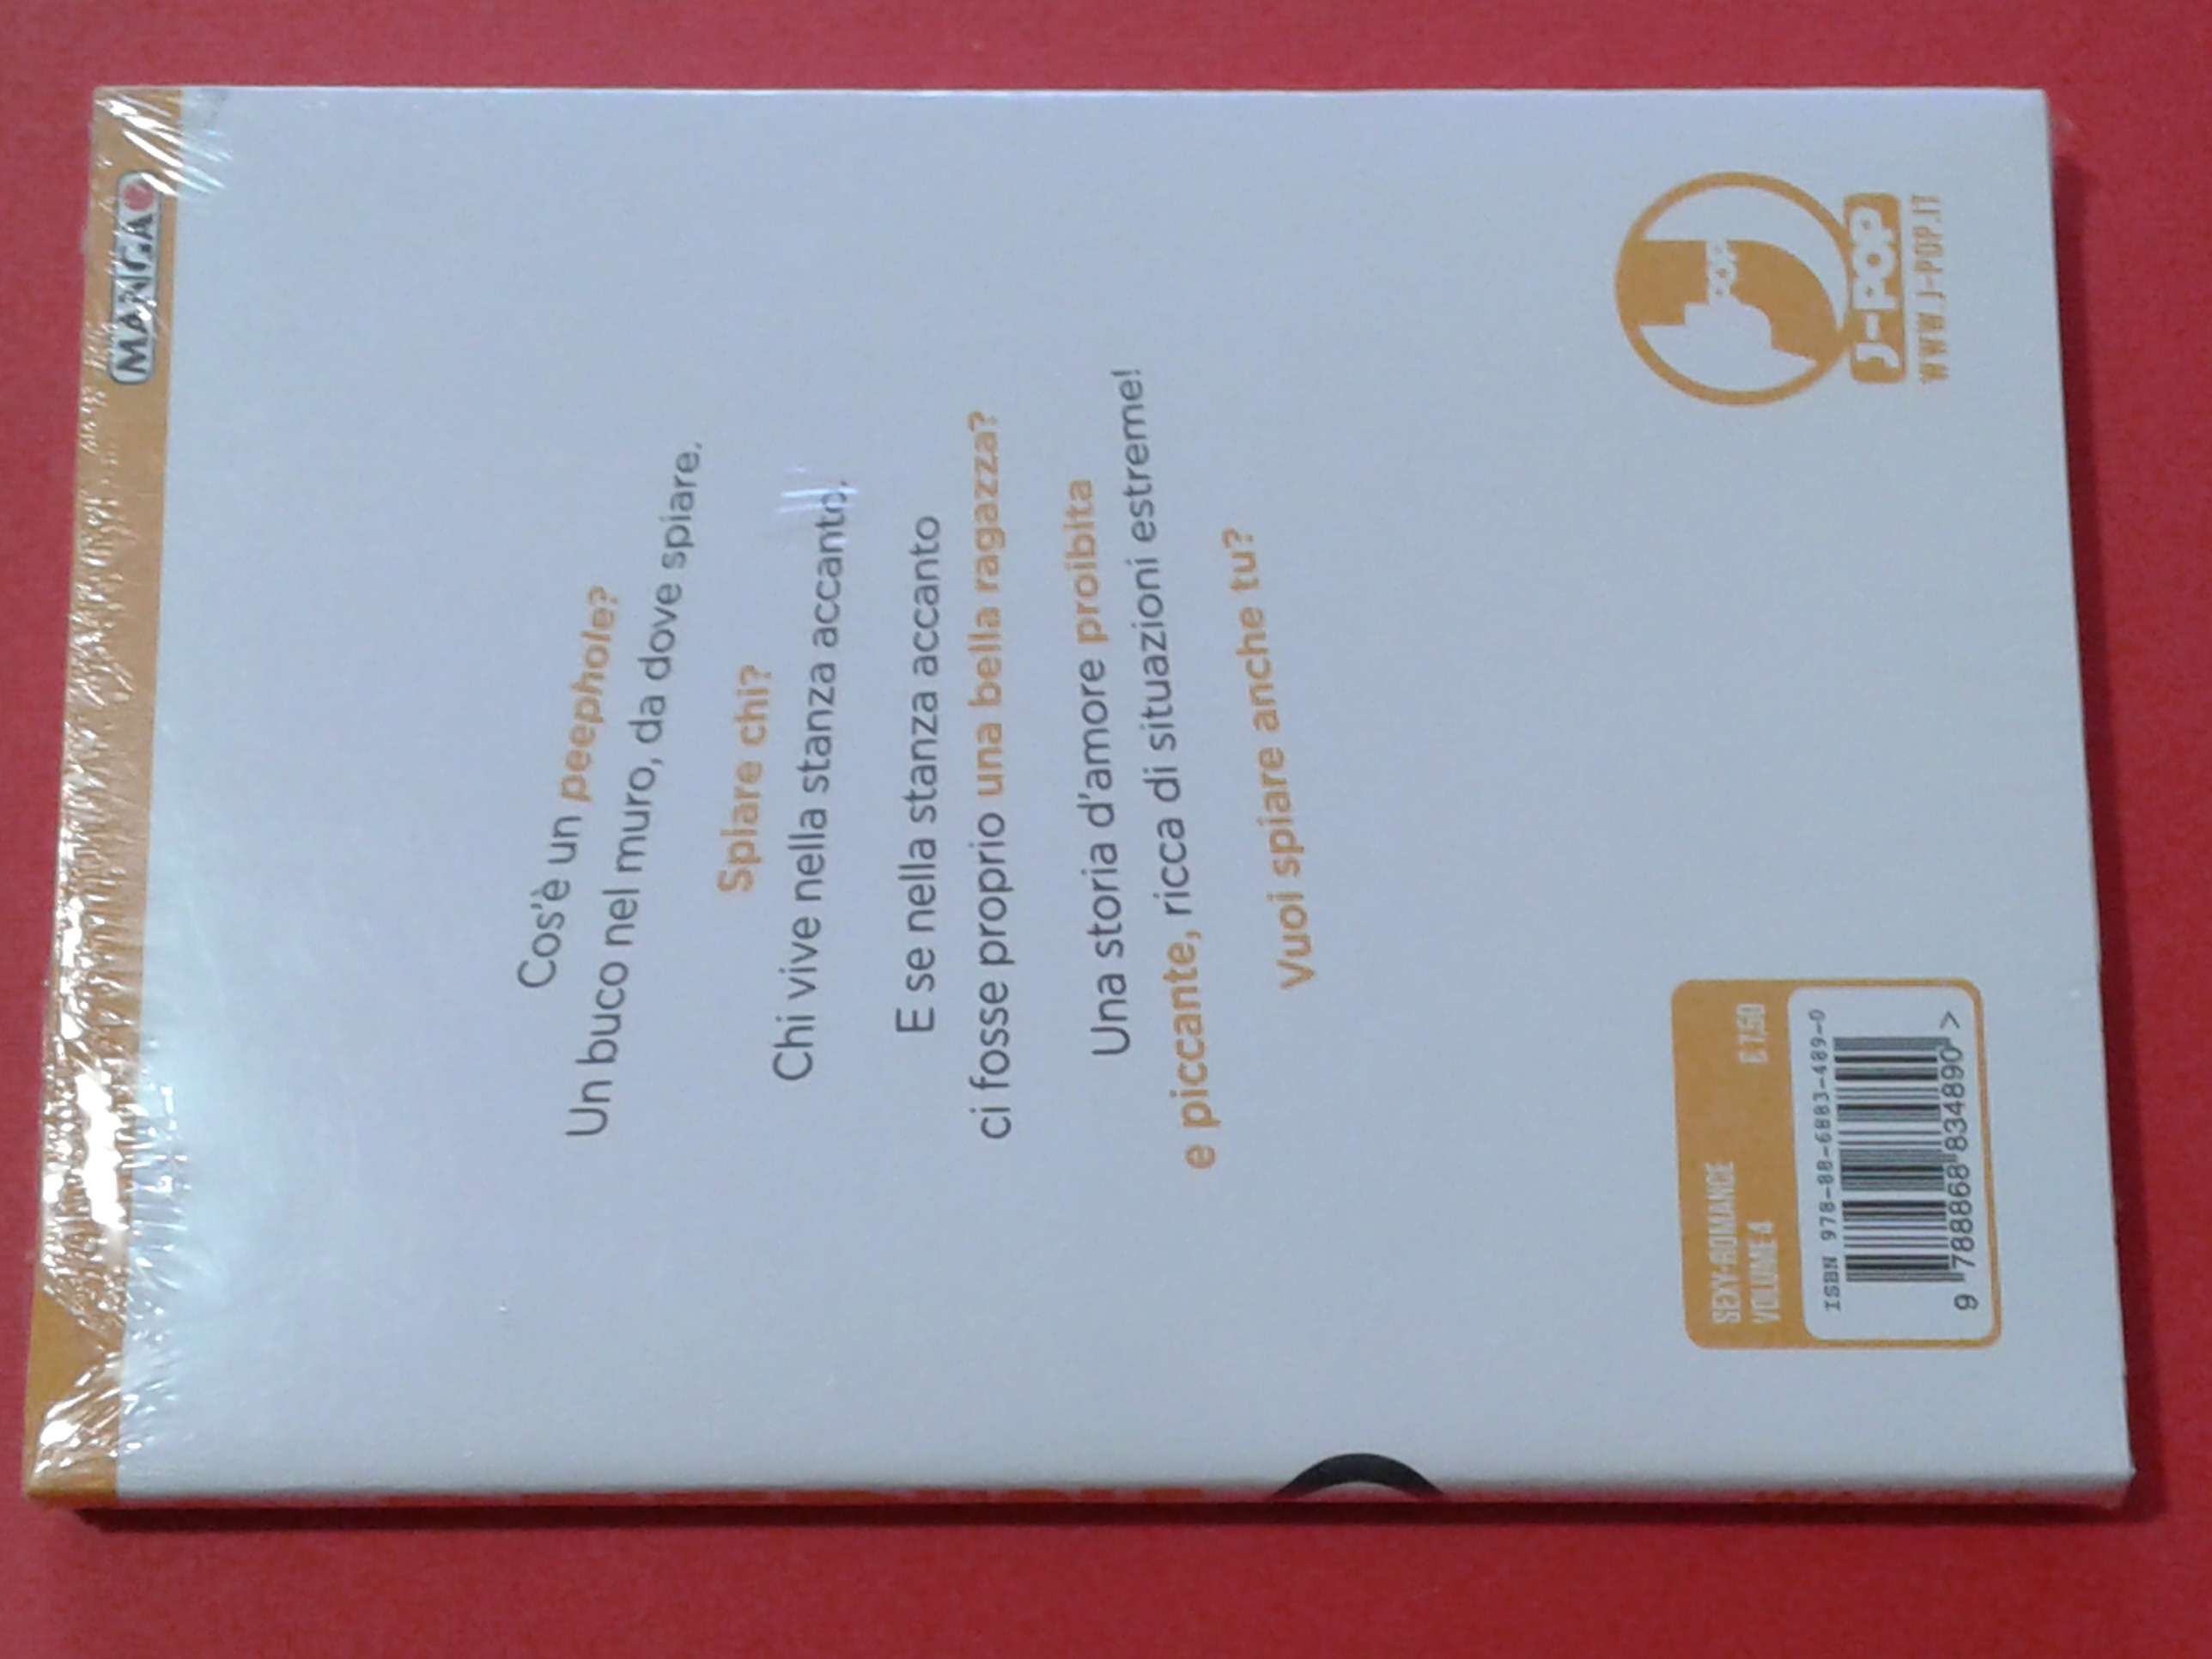 MANGA
Cos'è un peephole?
Un buco nel muro, da dove spiare.
Spiare chi?
Chi vive nella stanza accanto.
E se nella stanza accanto
ci fosse proprio una bella ragazza?
Una storia d'amore proibita
e piccante, ricca di situazioni estreme!
Vuoi spiare anche tu?
SEXY-ROMANCE
VOLUME 4
€ 7,50
ISBN 978-88-6883-489-0
9 788868 834890 >
J-POP
J-POP
WWW.J-POP.IT